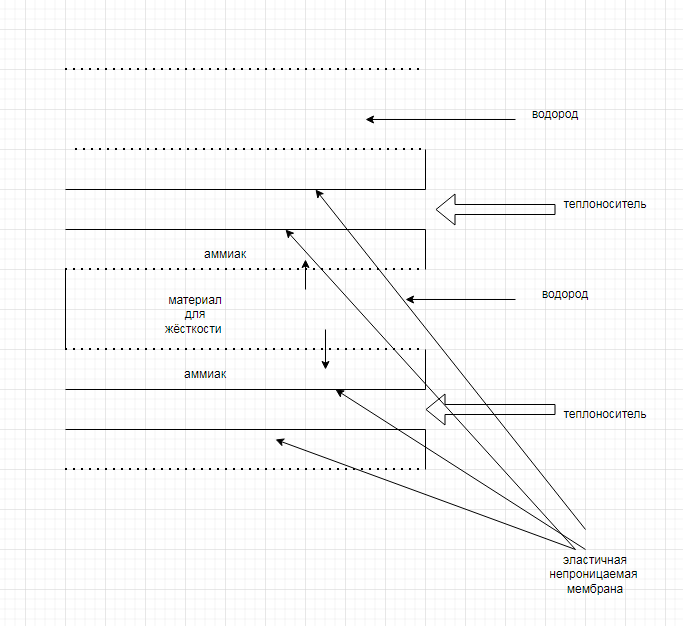 водород
теплоноситель
аммиак
водород
материал
для
жёсткости
аммиак
теплоноситель
эластичная
непроницаемая
мембрана